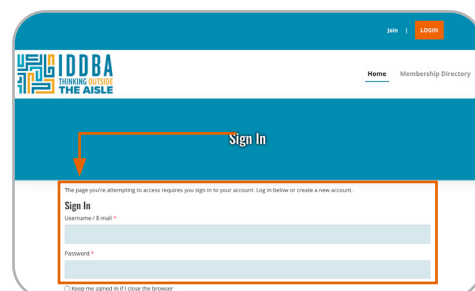 Join | LOGIN
IDDBA
THINKING OUTSIDE
THE AISLE
Home Membership Directory
Sign In
The page you're attempting to access requires you sign in to your account. Log in below or create a new account.
Sign In
Username / E-mail *
Password *
Keep me signed in if I close the browser